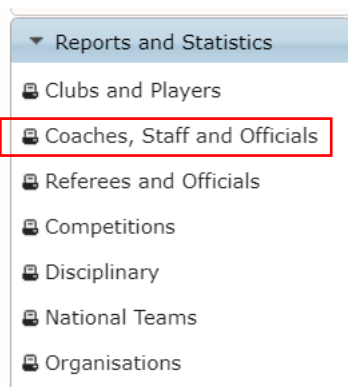 Reports and Statistics
Clubs and Players
Coaches, Staff and Officials
Referees and Officials
Competitions
Disciplinary
National Teams
Organisations